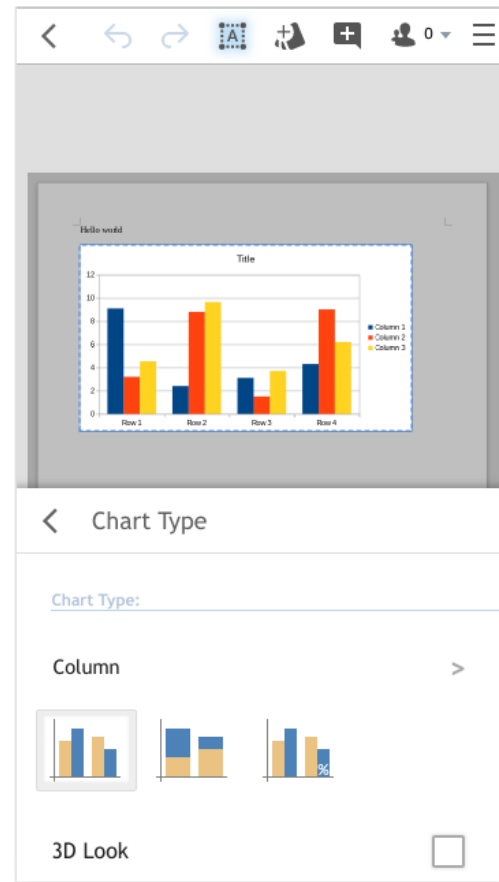 A
0
Hello world
Title
12
10
8
6
4
2
0
Row 1 Row 2 Row 3 Row 4
Column 1
Column 2
Column 3
Chart Type
Chart Type:
Column >
%
3D Look